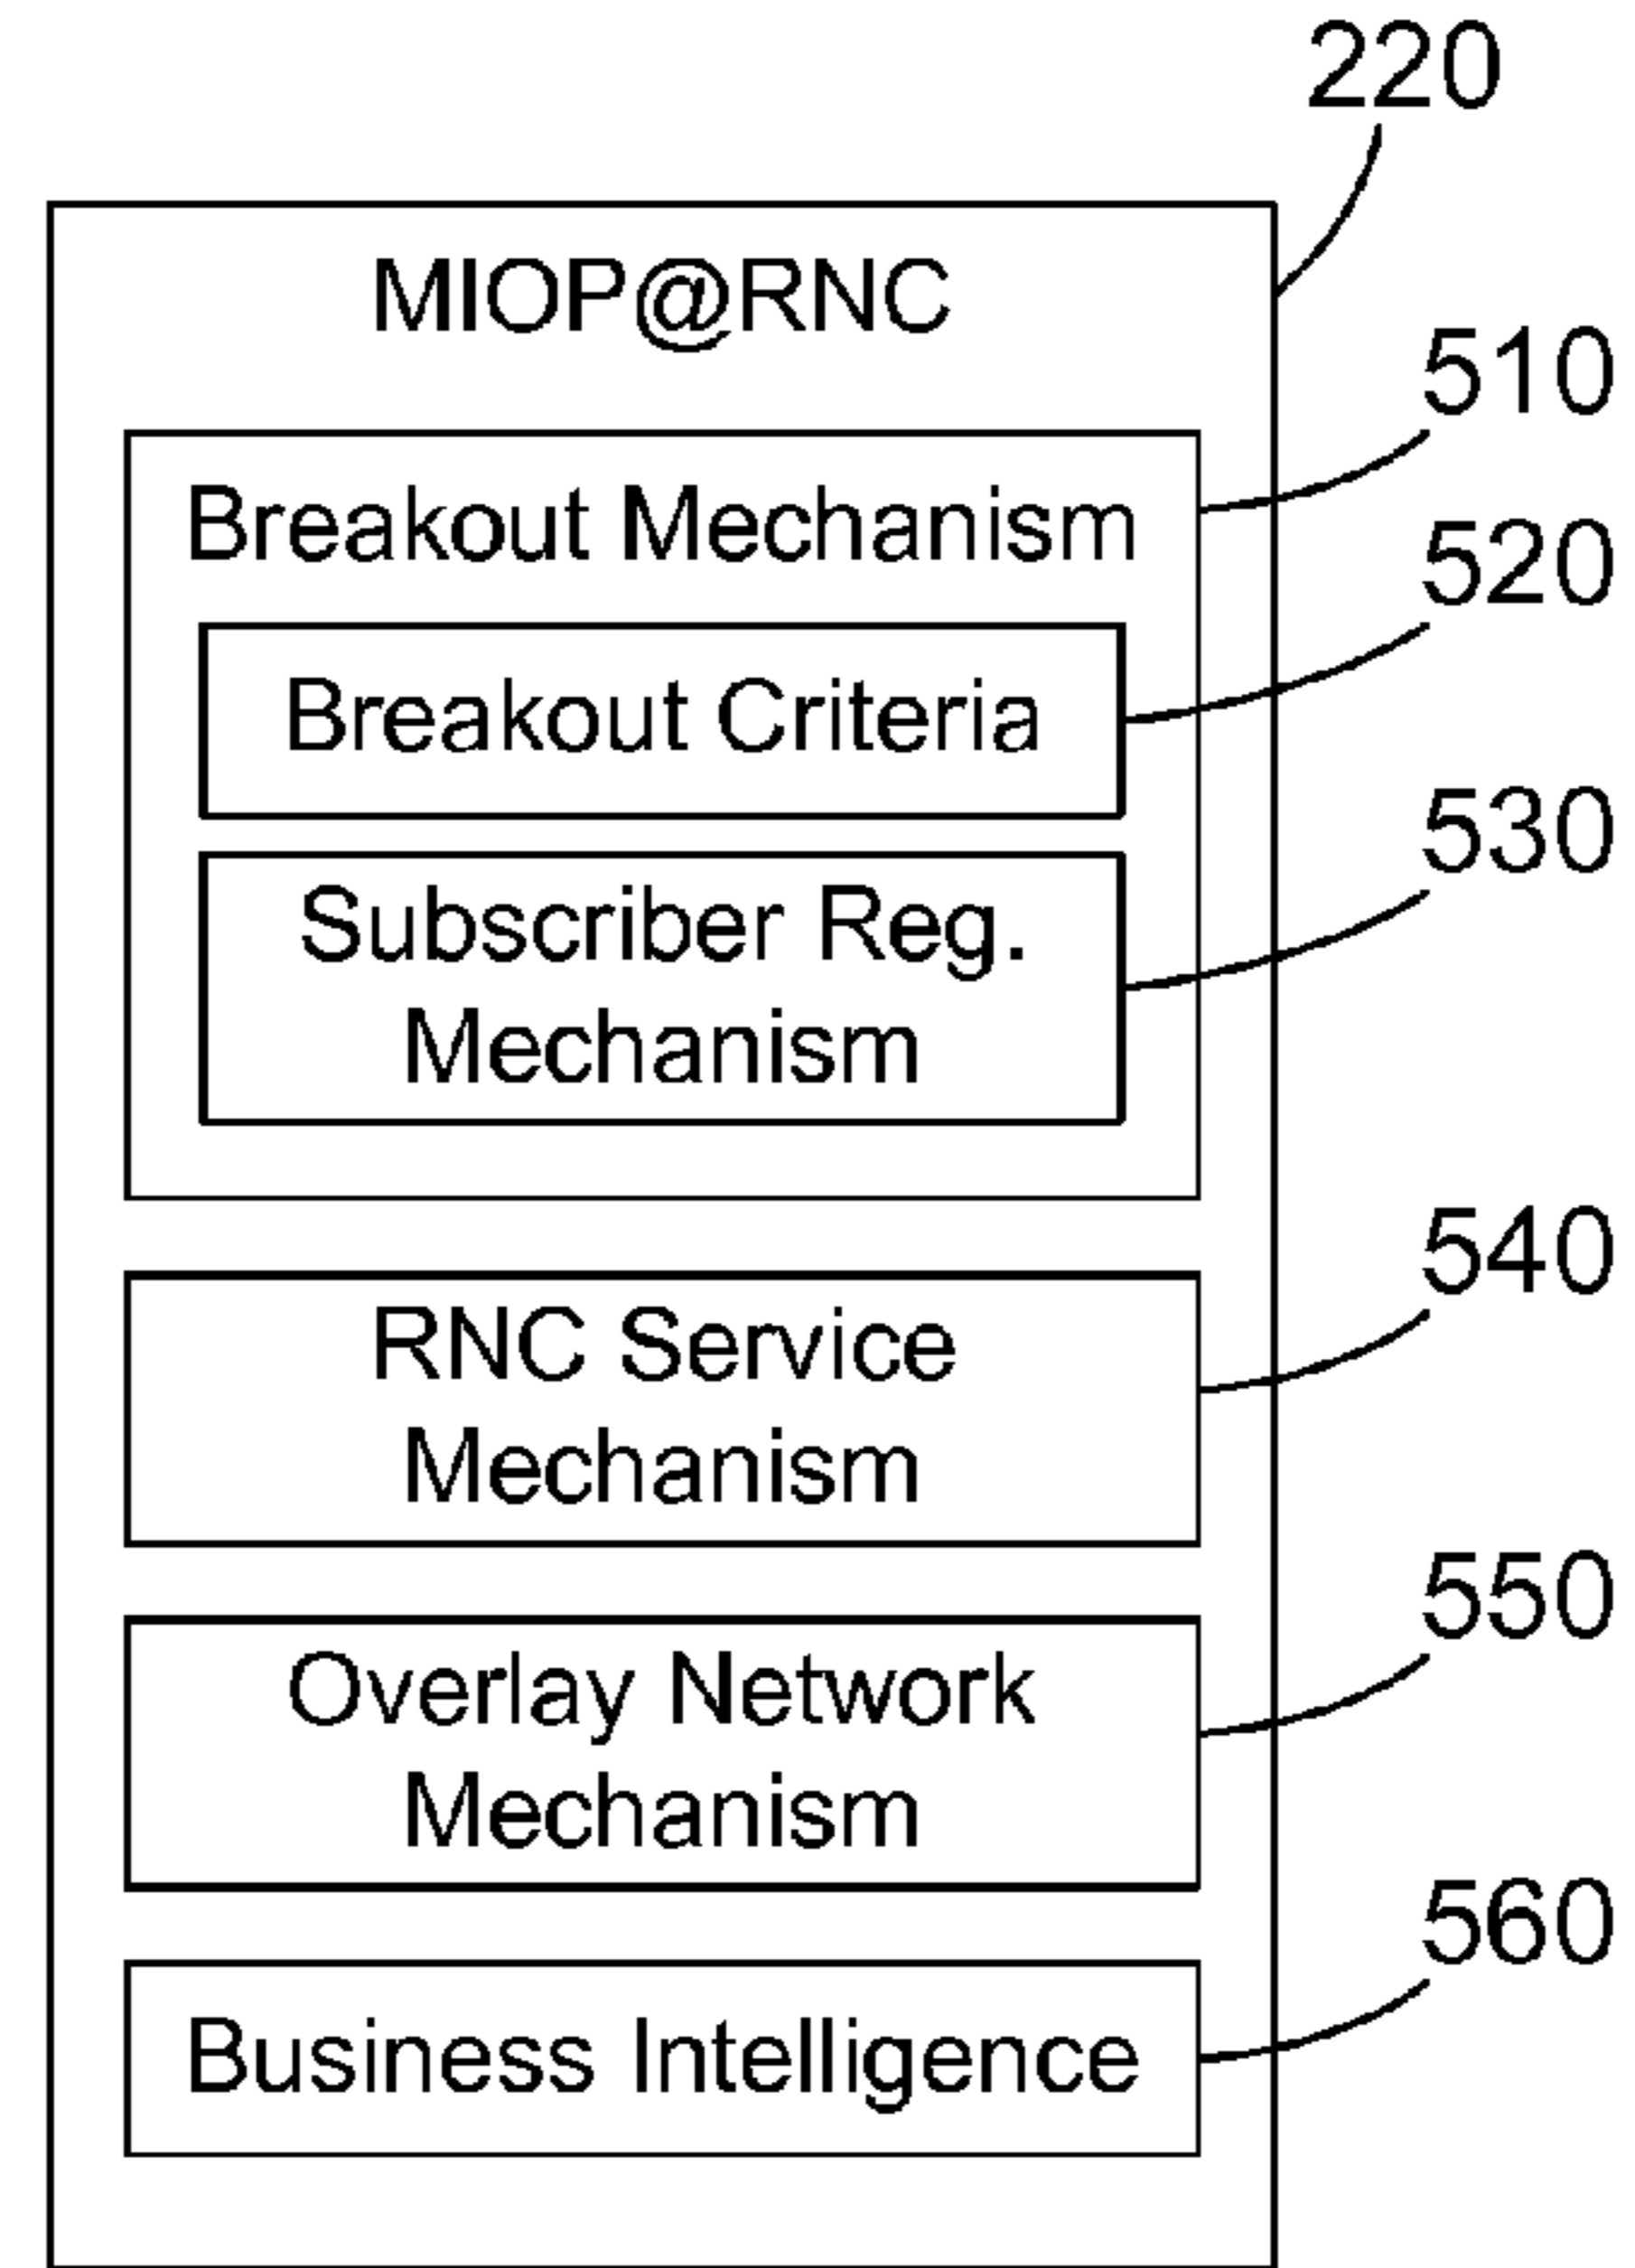 220
MIOP@RNC
510
Breakout Mechanism
520
Breakout Criteria
530
Subscriber Reg.
Mechanism
540
RNC Service
Mechanism
550
Overlay Network
Mechanism
560
Business Intelligence